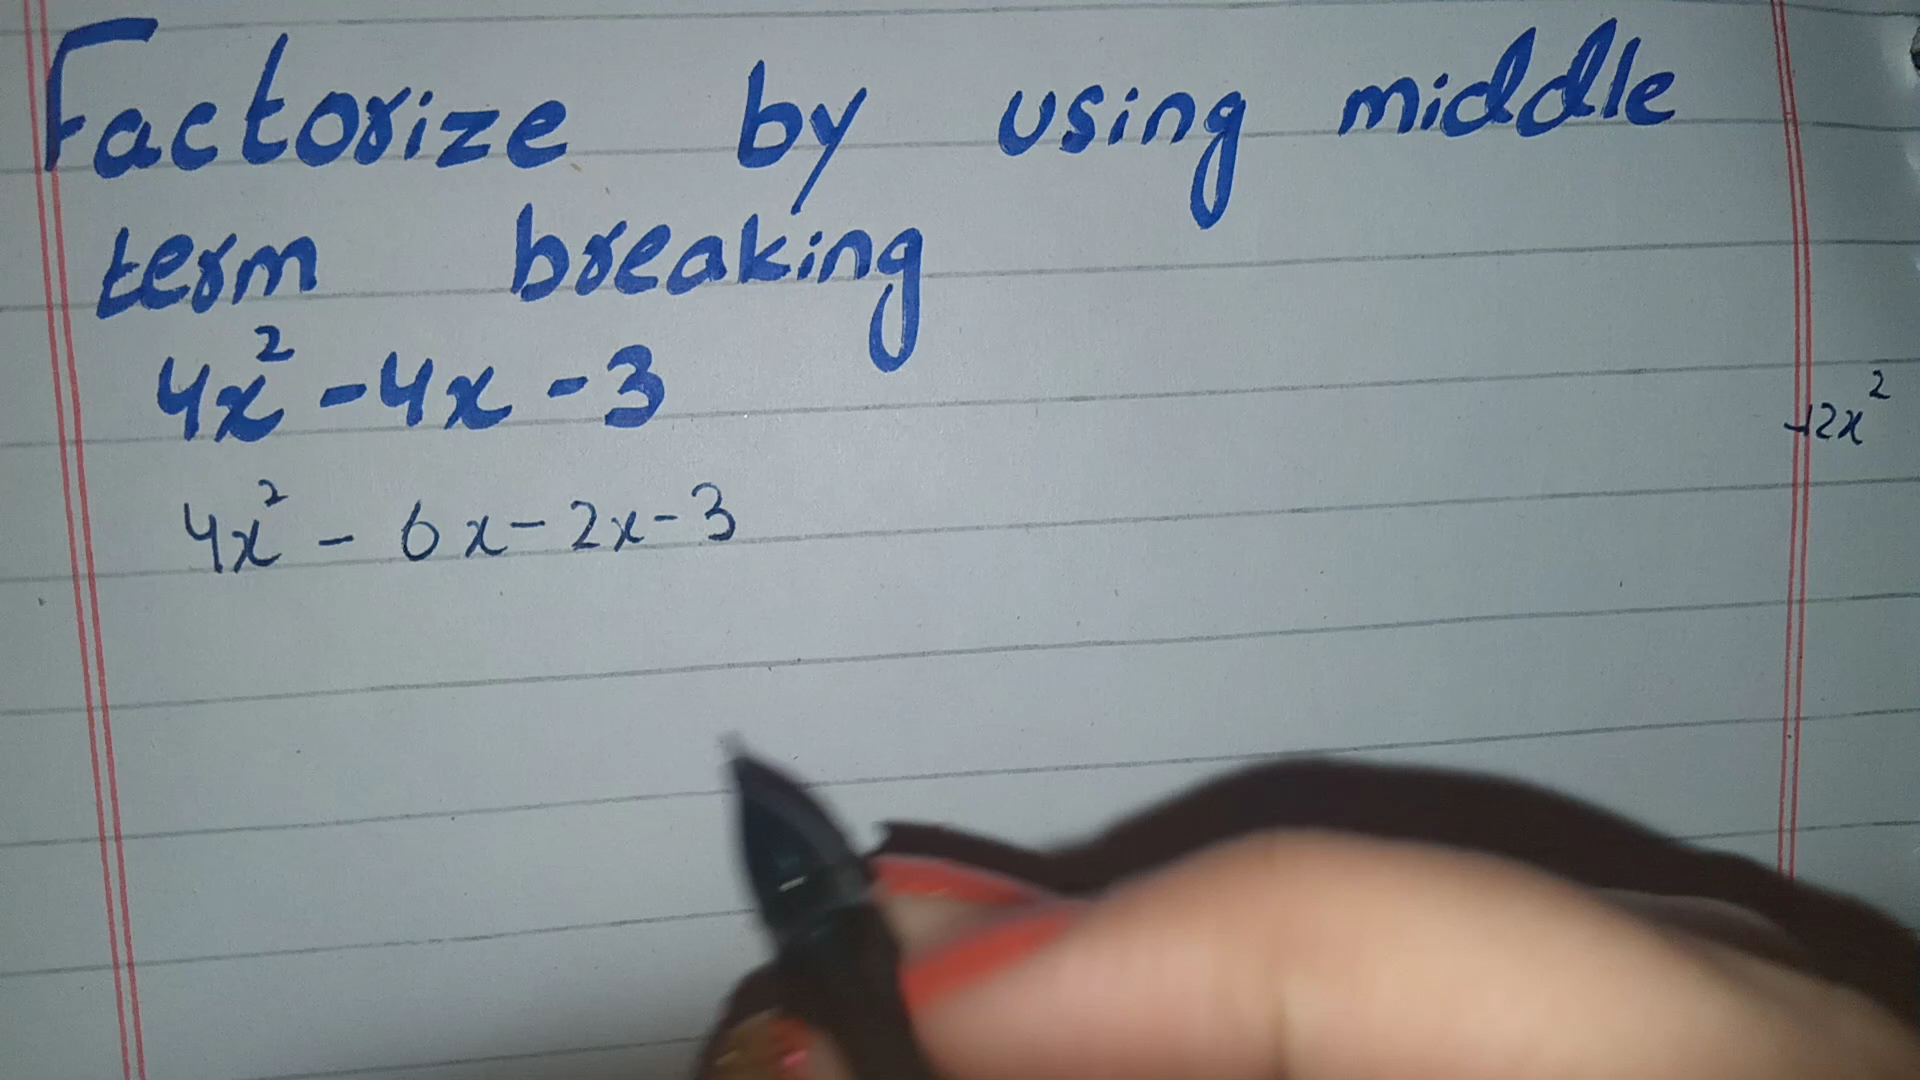 Factorize by using middle
term breaking
4x² - 4x - 3
-12x²
4x² - 6x - 2x - 3